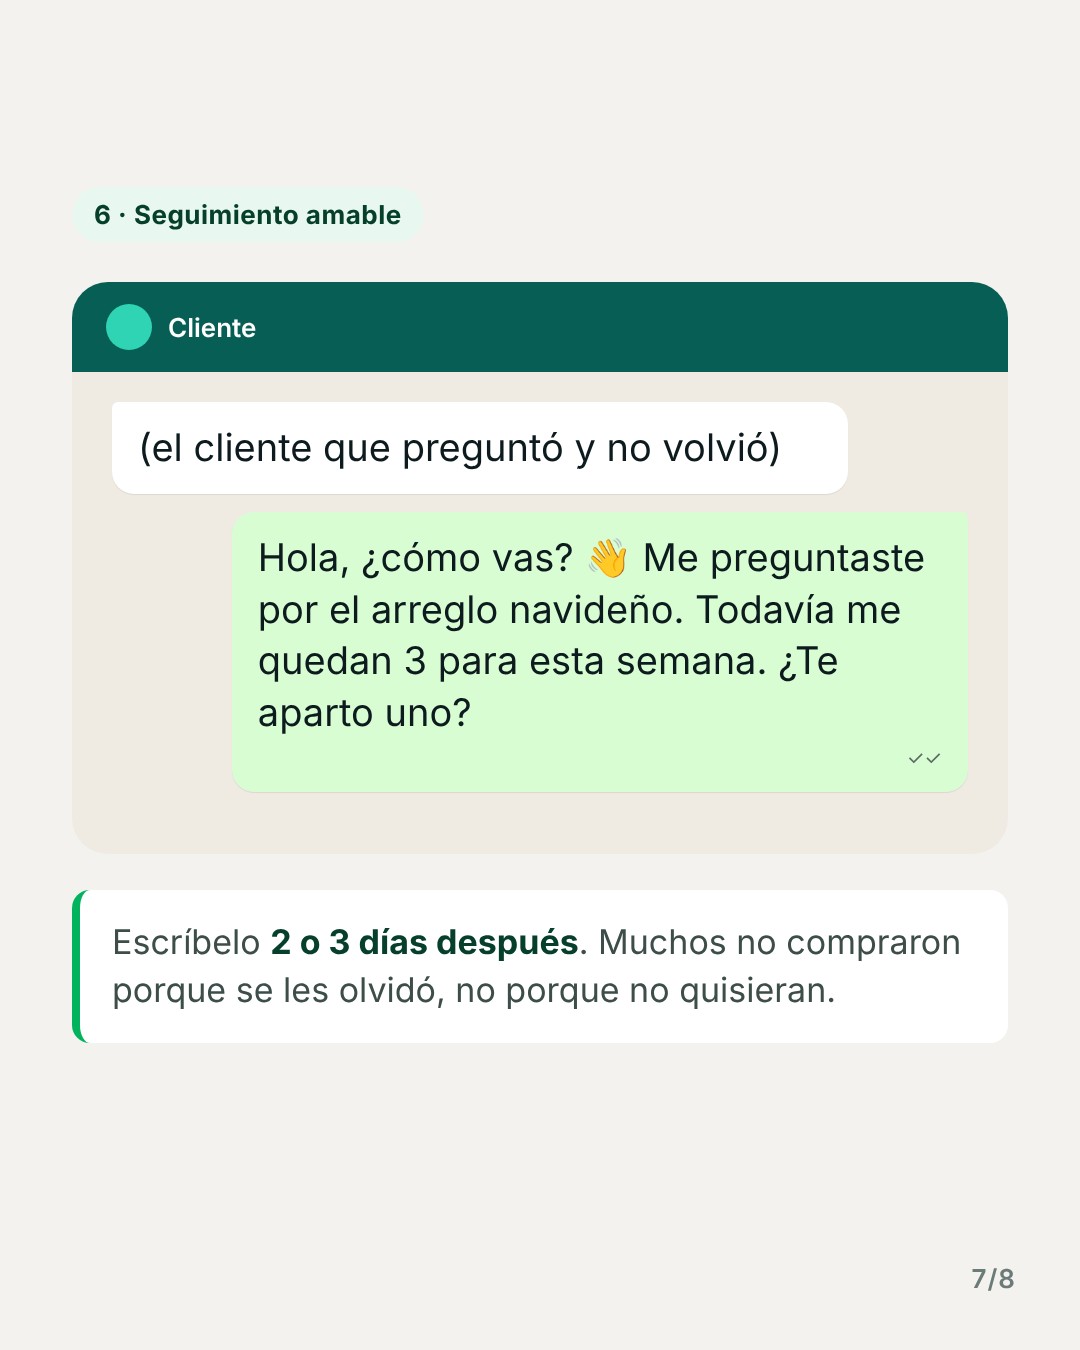 6 · Seguimiento amable
Cliente
(el cliente que preguntó y no volvió)
Hola, ¿cómo vas? 👋 Me preguntaste
por el arreglo navideño. Todavía me
quedan 3 para esta semana. ¿Te
aparto uno?
✓✓
Escríbelo 2 o 3 días después. Muchos no compraron
porque se les olvidó, no porque no quisieran.
7/8